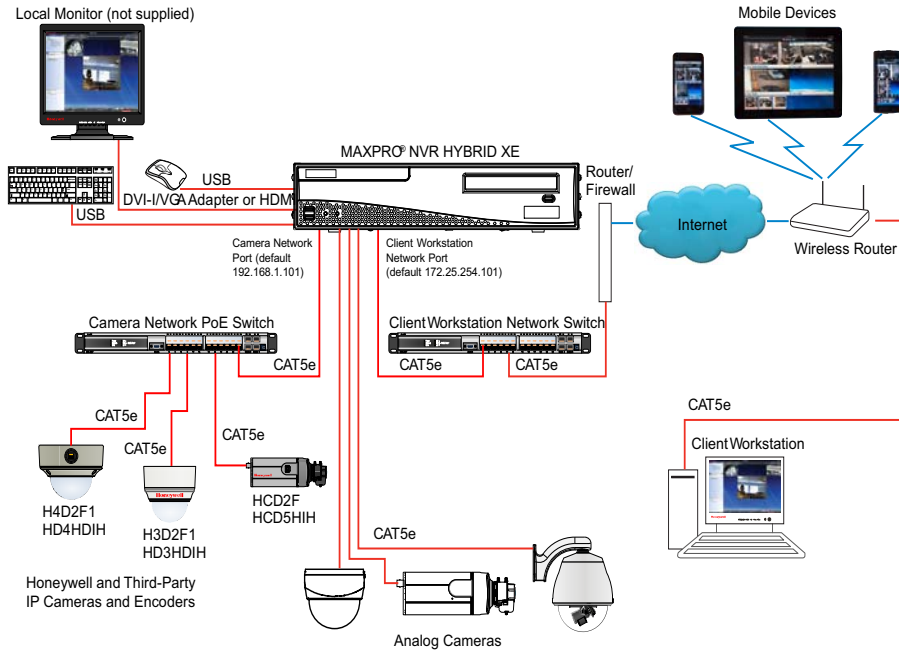 Local Monitor (not supplied)
Mobile Devices
MAXPRO® NVR HYBRID XE
Router/
Firewall
USB
DVI-I/VGA Adapter or HDM
USB
Internet
Wireless Router
Camera Network
Port (default
192.168.1.101)
Client Workstation
Network Port
(default 172.25.254.101)
Camera Network PoE Switch
Client Workstation Network Switch
CAT5e
CAT5e
CAT5e
CAT5e
CAT5e
CAT5e
CAT5e
Client Workstation
H4D2F1
HD4HDIH
Honeywell
H3D2F1
HD3HDIH
HCD2F
HCD5HIH
CAT5e
Honeywell and Third-Party
IP Cameras and Encoders
Analog Cameras